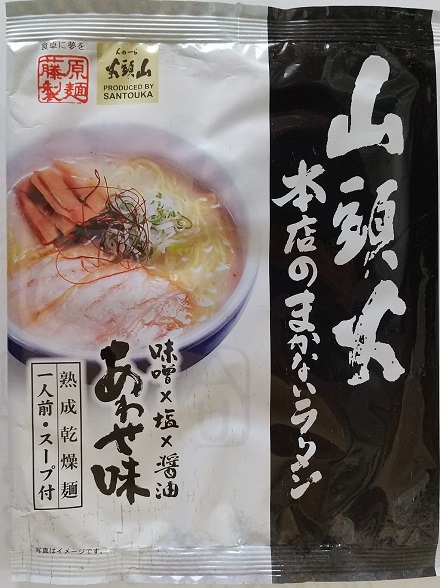 食卓に夢を
藤原製麺
らーめん
山頭火
PRODUCED BY
SANTOUKA
山頭火
本店のまかないラーメン
味噌×塩×醤油
あわせ味
熟成乾燥麺
一人前・スープ付
写真はイメージです。